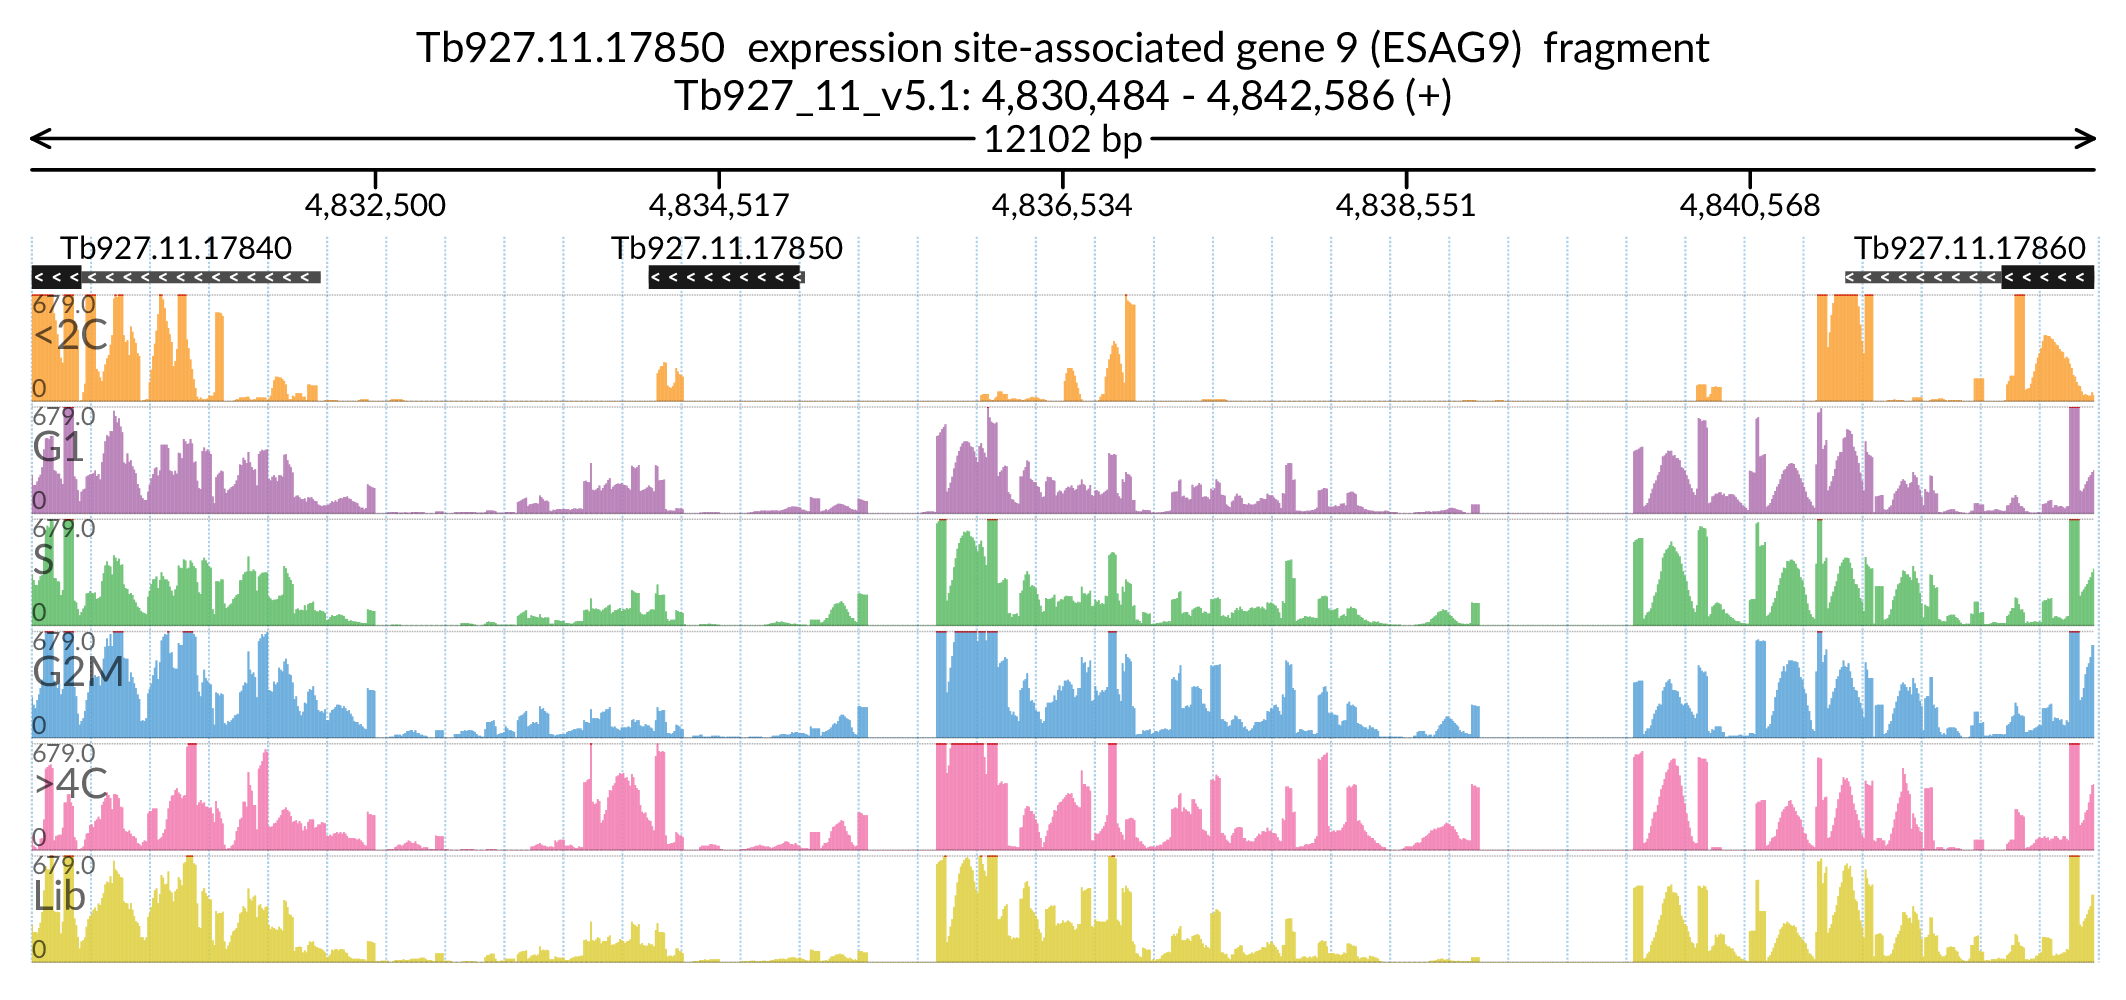 Tb927.11.17850 expression site-associated gene 9 (ESAG9) fragment
Tb927_11_v5.1: 4,830,484 - 4,842,586 (+)
12102 bp
4,832,500 4,834,517 4,836,534 4,838,551 4,840,568
Tb927.11.17840 Tb927.11.17850 Tb927.11.17860
679.0
<2C
0
679.0
G1
0
679.0
S
0
679.0
G2M
0
679.0
>4C
0
679.0
Lib
0